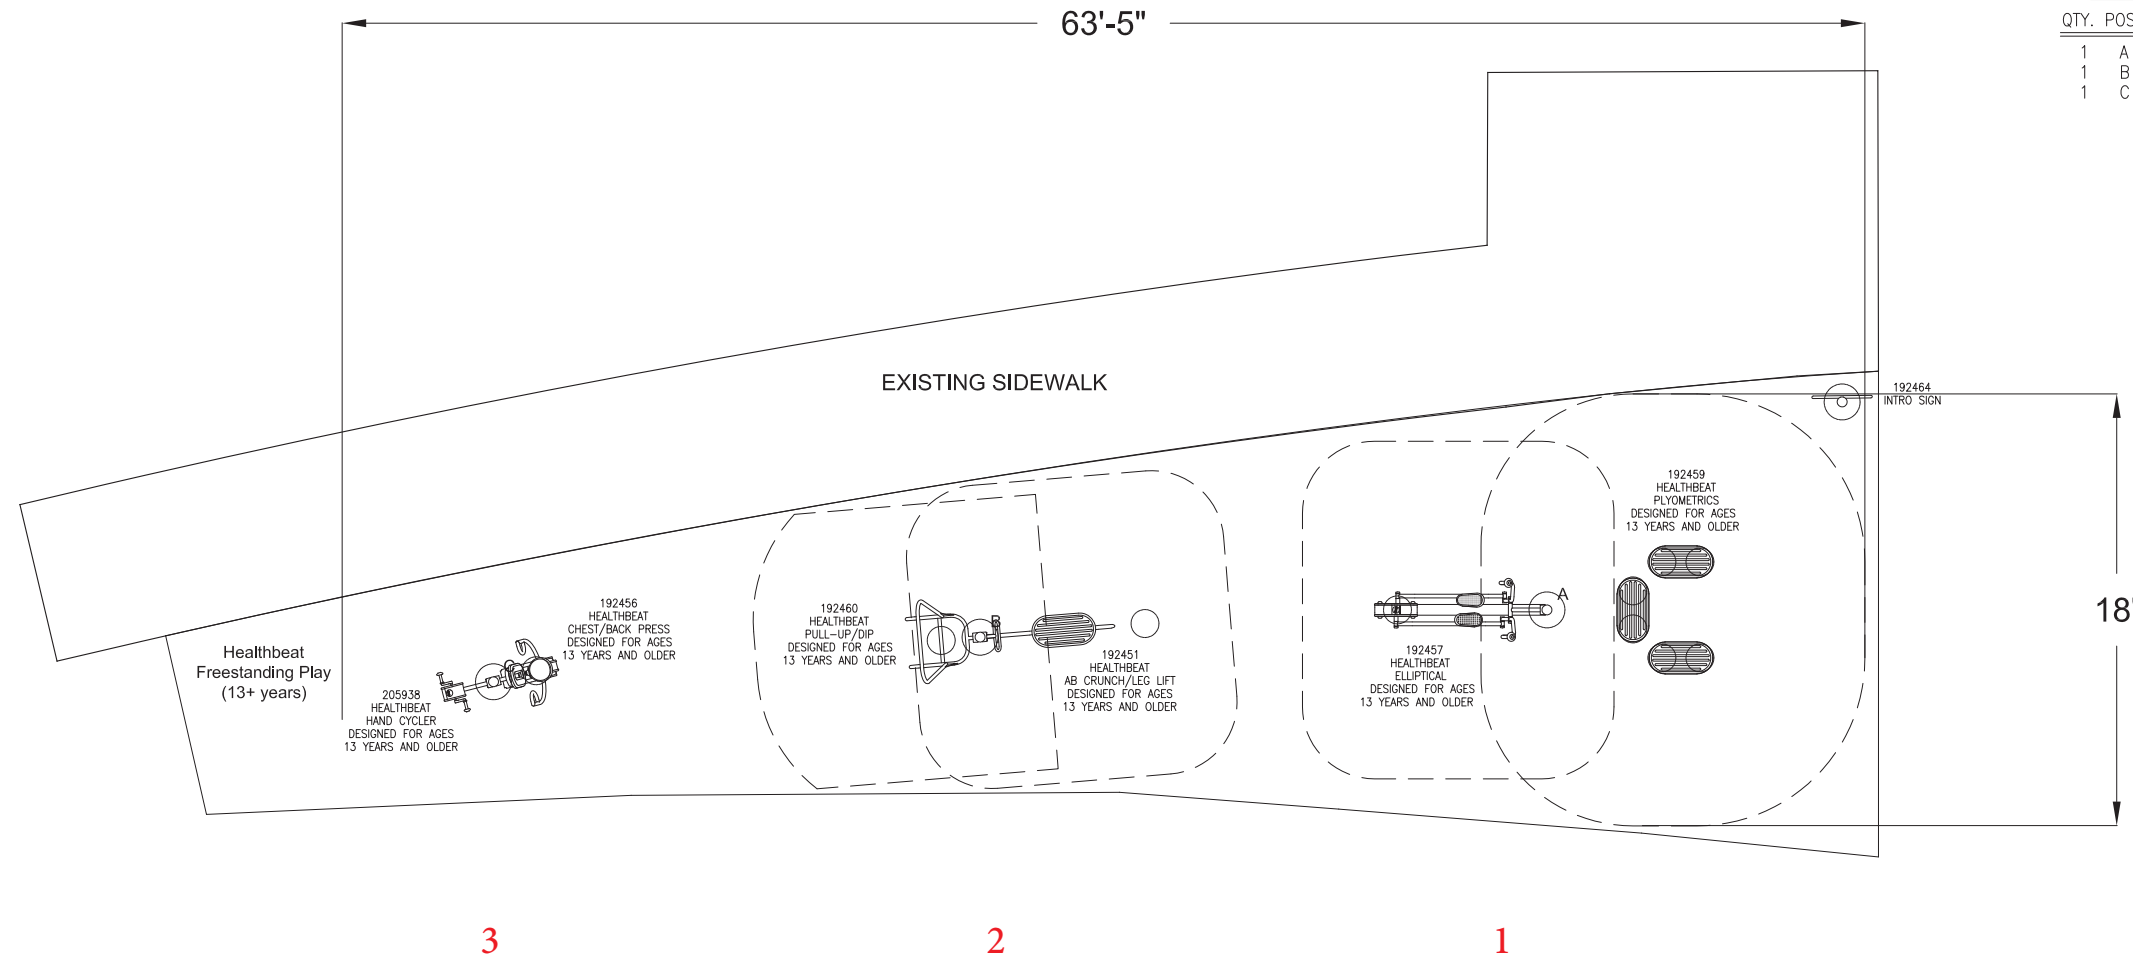 63'-5"
QTY. POS
1 A
1 B
1 C
EXISTING SIDEWALK
192464
INTRO SIGN
192459
HEALTHBEAT
PLYOMETRICS
DESIGNED FOR AGES
13 YEARS AND OLDER
A
18'
192456
HEALTHBEAT
CHEST/BACK PRESS
DESIGNED FOR AGES
13 YEARS AND OLDER
192460
HEALTHBEAT
PULL-UP/DIP
DESIGNED FOR AGES
13 YEARS AND OLDER
192451
HEALTHBEAT
AB CRUNCH/LEG LIFT
DESIGNED FOR AGES
13 YEARS AND OLDER
192457
HEALTHBEAT
ELLIPTICAL
DESIGNED FOR AGES
13 YEARS AND OLDER
Healthbeat
Freestanding Play
(13+ years)
205938
HEALTHBEAT
HAND CYCLER
DESIGNED FOR AGES
13 YEARS AND OLDER
3
2
1